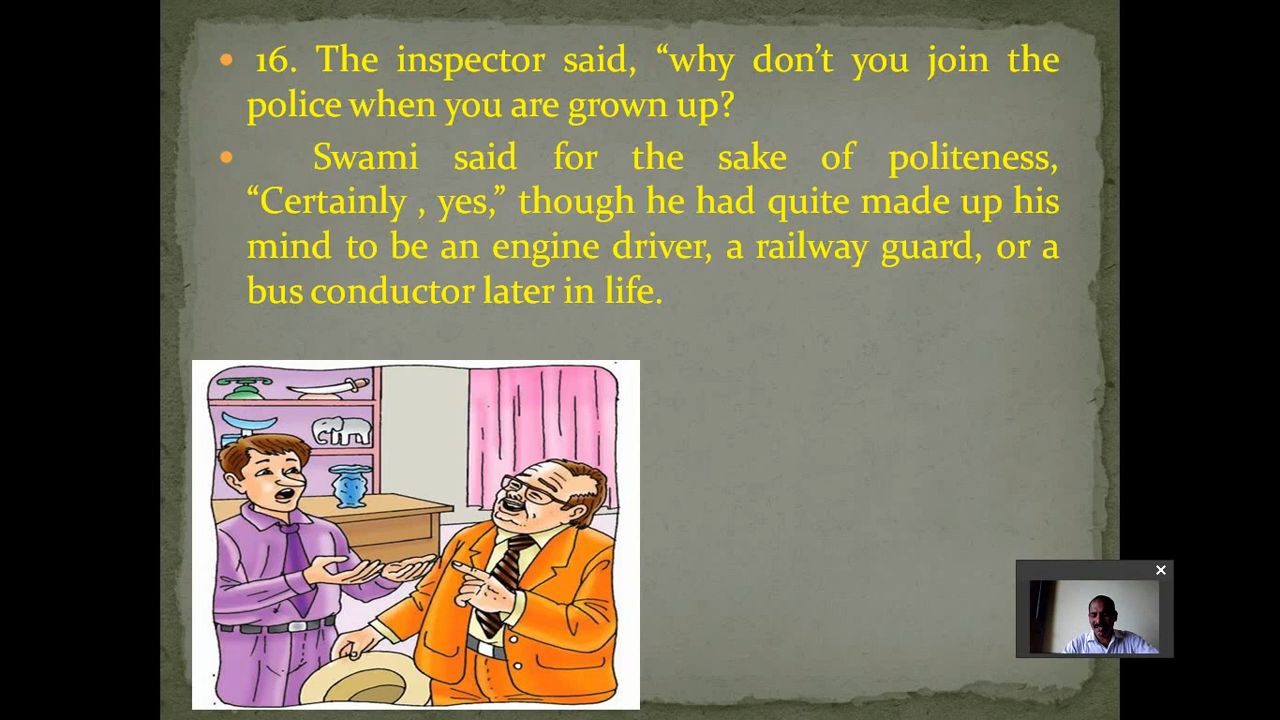 16. The inspector said, “why don’t you join the
police when you are grown up?
Swami said for the sake of politeness,
“Certainly , yes,” though he had quite made up his
mind to be an engine driver, a railway guard, or a
bus conductor later in life.